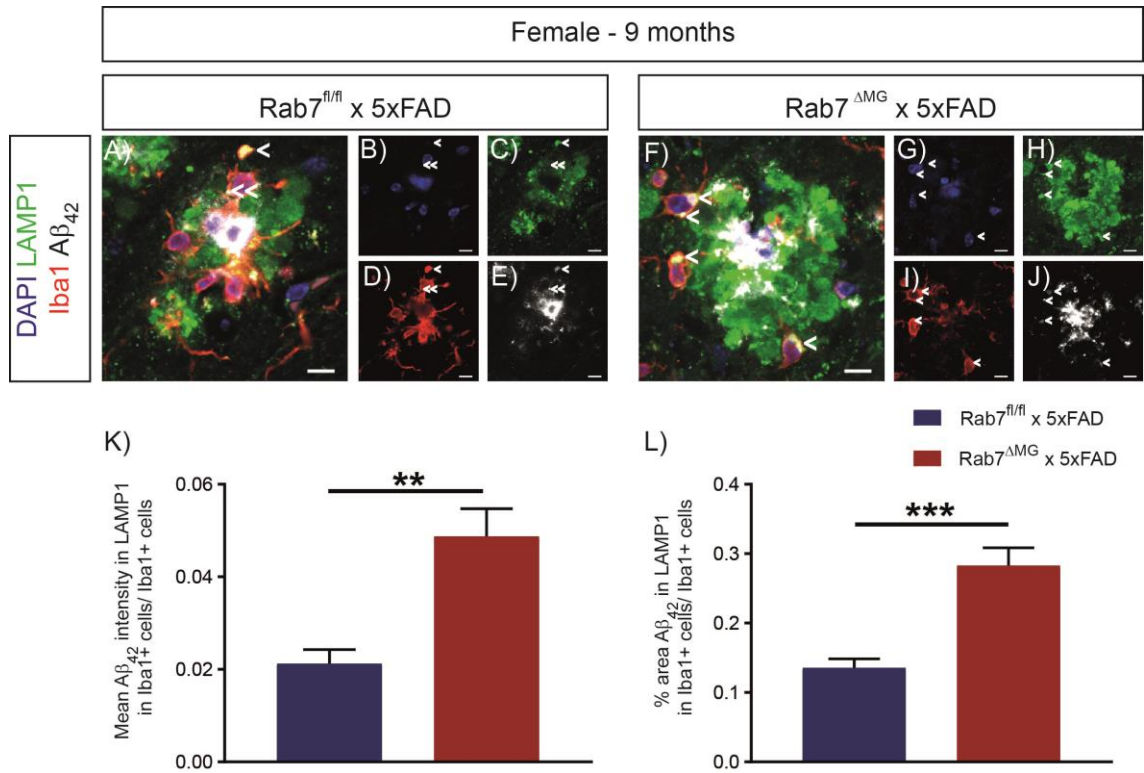 Female - 9 months
Rab7fl/fl x 5xFAD
Rab7 ΔMG x 5xFAD
DAPI LAMP1
Iba1 Aβ42
A)
B)
C)
D)
E)
F)
G)
H)
I)
J)
K)
Mean Aβ42 intensity in LAMP1
in Iba1+ cells/ Iba1+ cells
0.06
0.04
0.02
0.00
**
Rab7fl/fl x 5xFAD
Rab7ΔMG x 5xFAD
L)
% area Aβ42 in LAMP1
in Iba1+ cells/ Iba1+ cells
0.4
0.3
0.2
0.1
0.0
***